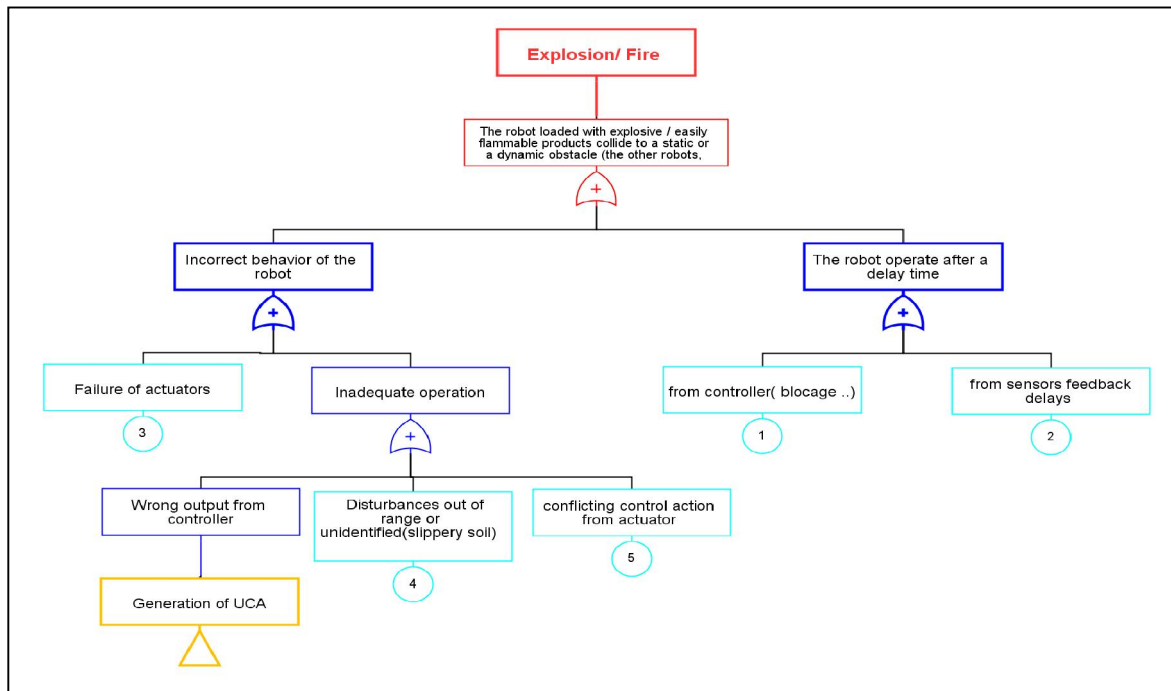 Explosion/ Fire
The robot loaded with explosive / easily
flammable products collide to a static or
a dynamic obstacle (the other robots,
+
Incorrect behavior of the
robot
The robot operate after a
delay time
+
+
Failure of actuators
Inadequate operation
from controller( blocage ..)
from sensors feedback
delays
3
+
1
2
Wrong output from
controller
Disturbances out of
range or
unidentified(slippery soil)
conflicting control action
from actuator
4
5
Generation of UCA